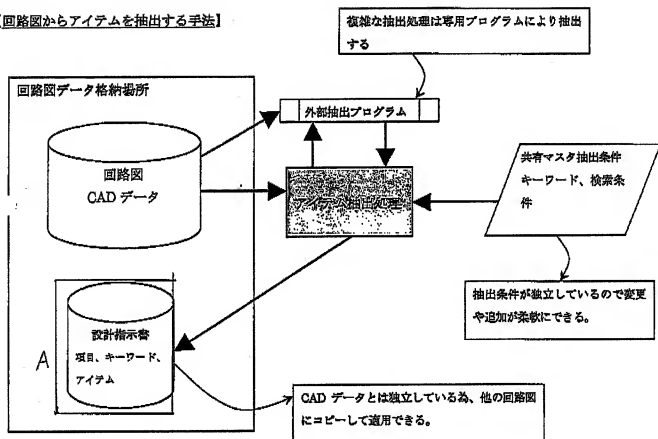 【回路図からアイテムを抽出する手法】
複雑な抽出処理は専用プログラムにより抽出
する
回路図データ格納場所
外部抽出プログラム
回路図
CAD データ
アイテム抽出処理
共有マスタ抽出条件
キーワード、検索条
件
抽出条件が独立しているので変更
や追加が柔軟にできる。
設計指示書
項目、キーワード、
アイテム
A
CAD データとは独立している為、他の回路図
にコピーして適用できる。